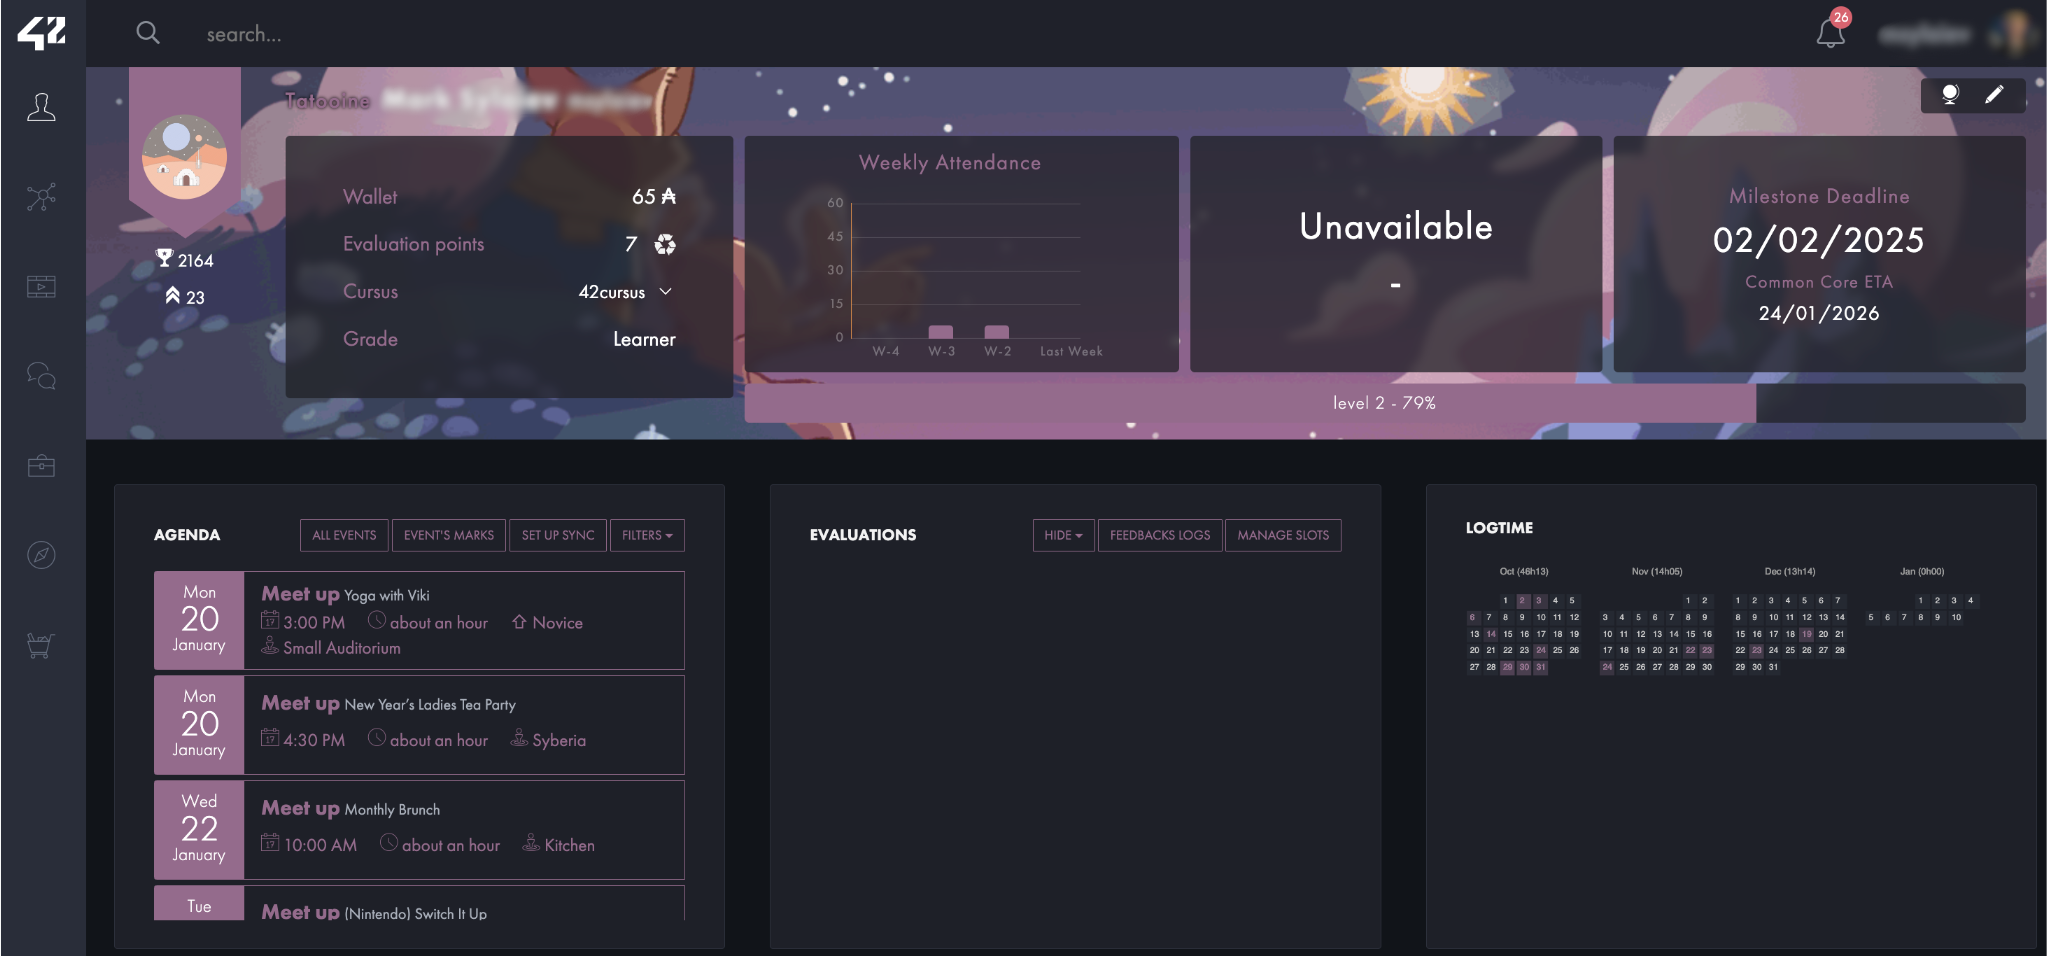 42
search...
26
Tatooine
2164
23
Wallet 65 ₳
Evaluation points 7
Cursus 42cursus
Grade Learner
Weekly Attendance
60
45
30
15
0
W-4 W-3 W-2 Last Week
Unavailable
-
Milestone Deadline
02/02/2025
Common Core ETA
24/01/2026
level 2 - 79%
AGENDA
ALL EVENTS EVENT'S MARKS SET UP SYNC FILTERS
Mon
20
January
Meet up Yoga with Viki
17 3:00 PM about an hour Novice
Small Auditorium
Mon
20
January
Meet up New Year's Ladies Tea Party
17 4:30 PM about an hour Syberia
Wed
22
January
Meet up Monthly Brunch
17 10:00 AM about an hour Kitchen
Tue
Meet up (Nintendo) Switch It Up
EVALUATIONS
HIDE FEEDBACKS LOGS MANAGE SLOTS
LOGTIME
Oct (46h13)
1 2 3 4 5
6 7 8 9 10 11 12
13 14 15 16 17 18 19
20 21 22 23 24 25 26
27 28 29 30 31
Nov (14h05)
1 2
3 4 5 6 7 8 9
10 11 12 13 14 15 16
17 18 19 20 21 22 23
24 25 26 27 28 29 30
Dec (13h14)
1 2 3 4 5 6 7
8 9 10 11 12 13 14
15 16 17 18 19 20 21
22 23 24 25 26 27 28
29 30 31
Jan (0h00)
1 2 3 4
5 6 7 8 9 10